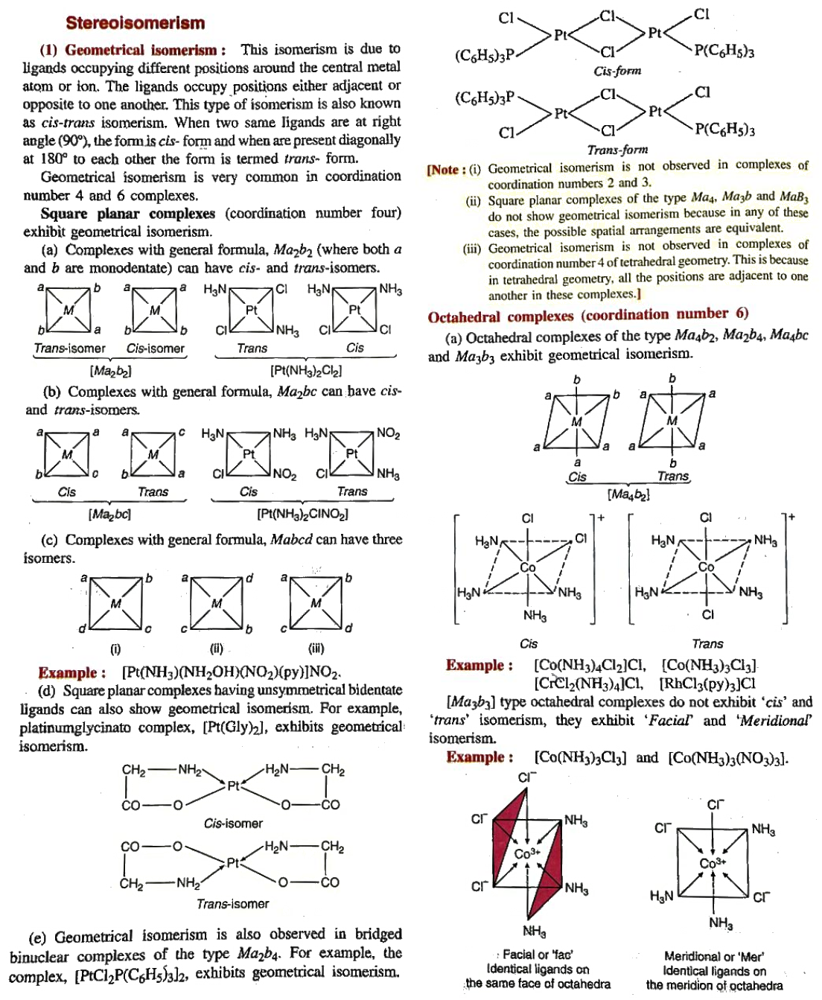 Stereoisomerism
(1) Geometrical isomerism : This isomerism is due to
ligands occupying different positions around the central metal
atom or ion. The ligands occupy positions either adjacent or
opposite to one another. This type of isomerism is also known
as cis-trans isomerism. When two same ligands are at right
angle (90°), the form is cis- form and when are present diagonally
at 180° to each other the form is termed trans- form.
Geometrical isomerism is very common in coordination
number 4 and 6 complexes.
Square planar complexes (coordination number four)
exhibit geometrical isomerism.
(a) Complexes with general formula, Ma₂b₂ (where both a
and b are monodentate) can have cis- and trans-isomers.
a b a a H₃N Cl H₃N NH₃
M M Pt Pt
b a b b Cl NH₃ Cl Cl
Trans-isomer Cis-isomer Trans Cis
[Ma₂b₂] [Pt(NH₃)₂Cl₂]
(b) Complexes with general formula, Ma₂bc can have cis-
and trans-isomers.
a a a c H₃N NH₃ H₃N NO₂
M M Pt Pt
b c b a Cl NO₂ Cl NH₃
Cis Trans Cis Trans
[Ma₂bc] [Pt(NH₃)₂ClNO₂]
(c) Complexes with general formula, Mabcd can have three
isomers.
a b a d a b
M M M
d c c b c d
(i) (ii) (iii)
Example : [Pt(NH₃)(NH₂OH)(NO₂)(py)]NO₂.
(d) Square planar complexes having unsymmetrical bidentate
ligands can also show geometrical isomerism. For example,
platinumglycinato complex, [Pt(Gly)₂], exhibits geometrical
isomerism.
CH₂ NH₂ H₂N CH₂
Pt
CO O O CO
Cis-isomer
CO O H₂N CH₂
Pt
CH₂ NH₂ O CO
Trans-isomer
(e) Geometrical isomerism is also observed in bridged
binuclear complexes of the type Ma₂b₄. For example, the
complex, [PtCl₂P(C₆H₅)₃]₂, exhibits geometrical isomerism.
Cl Cl Cl
Pt Pt
(C₆H₅)₃P Cl P(C₆H₅)₃
Cis-form
(C₆H₅)₃P Cl Cl
Pt Pt
Cl Cl P(C₆H₅)₃
Trans-form
[Note : (i) Geometrical isomerism is not observed in complexes of
coordination numbers 2 and 3.
(ii) Square planar complexes of the type Ma₄, Ma₃b and MaB₃
do not show geometrical isomerism because in any of these
cases, the possible spatial arrangements are equivalent.
(iii) Geometrical isomerism is not observed in complexes of
coordination number 4 of tetrahedral geometry. This is because
in tetrahedral geometry, all the positions are adjacent to one
another in these complexes.]
Octahedral complexes (coordination number 6)
(a) Octahedral complexes of the type Ma₄b₂, Ma₂b₄, Ma₄bc
and Ma₃b₃ exhibit geometrical isomerism.
b b
a b a a
M M
a a a a
a b
Cis Trans
[Ma₄b₂]
Cl + Cl +
H₃N Cl H₃N NH₃
Co Co
H₃N NH₃ H₃N NH₃
NH₃ Cl
Cis Trans
Example : [Co(NH₃)₄Cl₂]Cl, [Co(NH₃)₃Cl₃]
[CrCl₂(NH₃)₄]Cl, [RhCl₃(py)₃]Cl
[Ma₃b₃] type octahedral complexes do not exhibit 'cis' and
'trans' isomerism, they exhibit 'Facial' and 'Meridional'
isomerism.
Example : [Co(NH₃)₃Cl₃] and [Co(NH₃)₃(NO₃)₃].
Cl⁻
Cl⁻ NH₃
Co³⁺
Cl⁻ NH₃
NH₃
Facial or 'fac'
Identical ligands on
the same face of octahedra
Cl⁻
Cl⁻ NH₃
Co³⁺
H₃N Cl⁻
NH₃
Meridional or 'Mer'
Identical ligands on
the meridion of octahedra